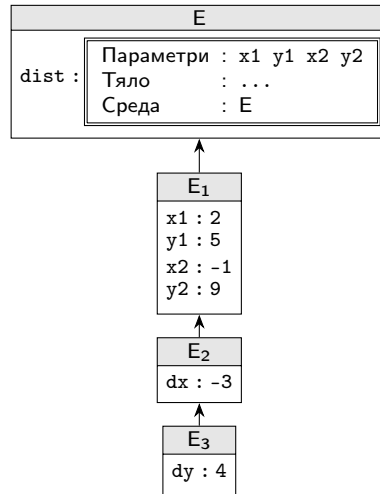 E
dist :
Параметри : x1 y1 x2 y2
Тяло : ...
Среда : E
E₁
x1 : 2
y1 : 5
x2 : -1
y2 : 9
E₂
dx : -3
E₃
dy : 4